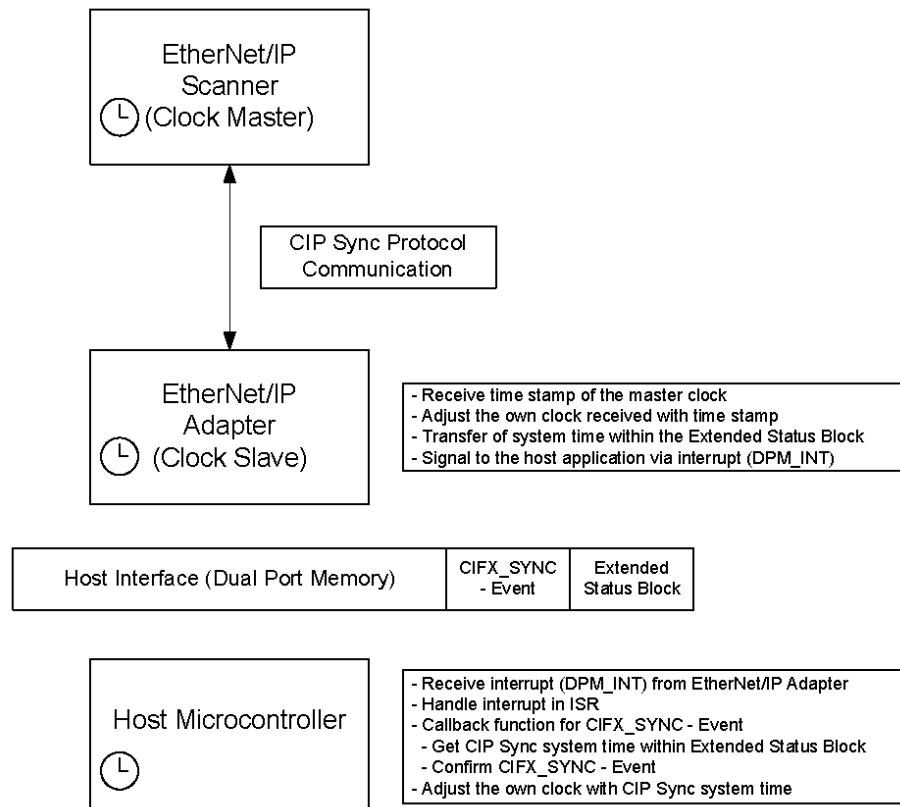 EtherNet/IP
Scanner
(Clock Master)
CIP Sync Protocol
Communication
EtherNet/IP
Adapter
(Clock Slave)
- Receive time stamp of the master clock
- Adjust the own clock received with time stamp
- Transfer of system time within the Extended Status Block
- Signal to the host application via interrupt (DPM_INT)
Host Interface (Dual Port Memory)
CIFX_SYNC
- Event
Extended
Status Block
Host Microcontroller
- Receive interrupt (DPM_INT) from EtherNet/IP Adapter
- Handle interrupt in ISR
- Callback function for CIFX_SYNC - Event
- Get CIP Sync system time within Extended Status Block
- Confirm CIFX_SYNC - Event
- Adjust the own clock with CIP Sync system time